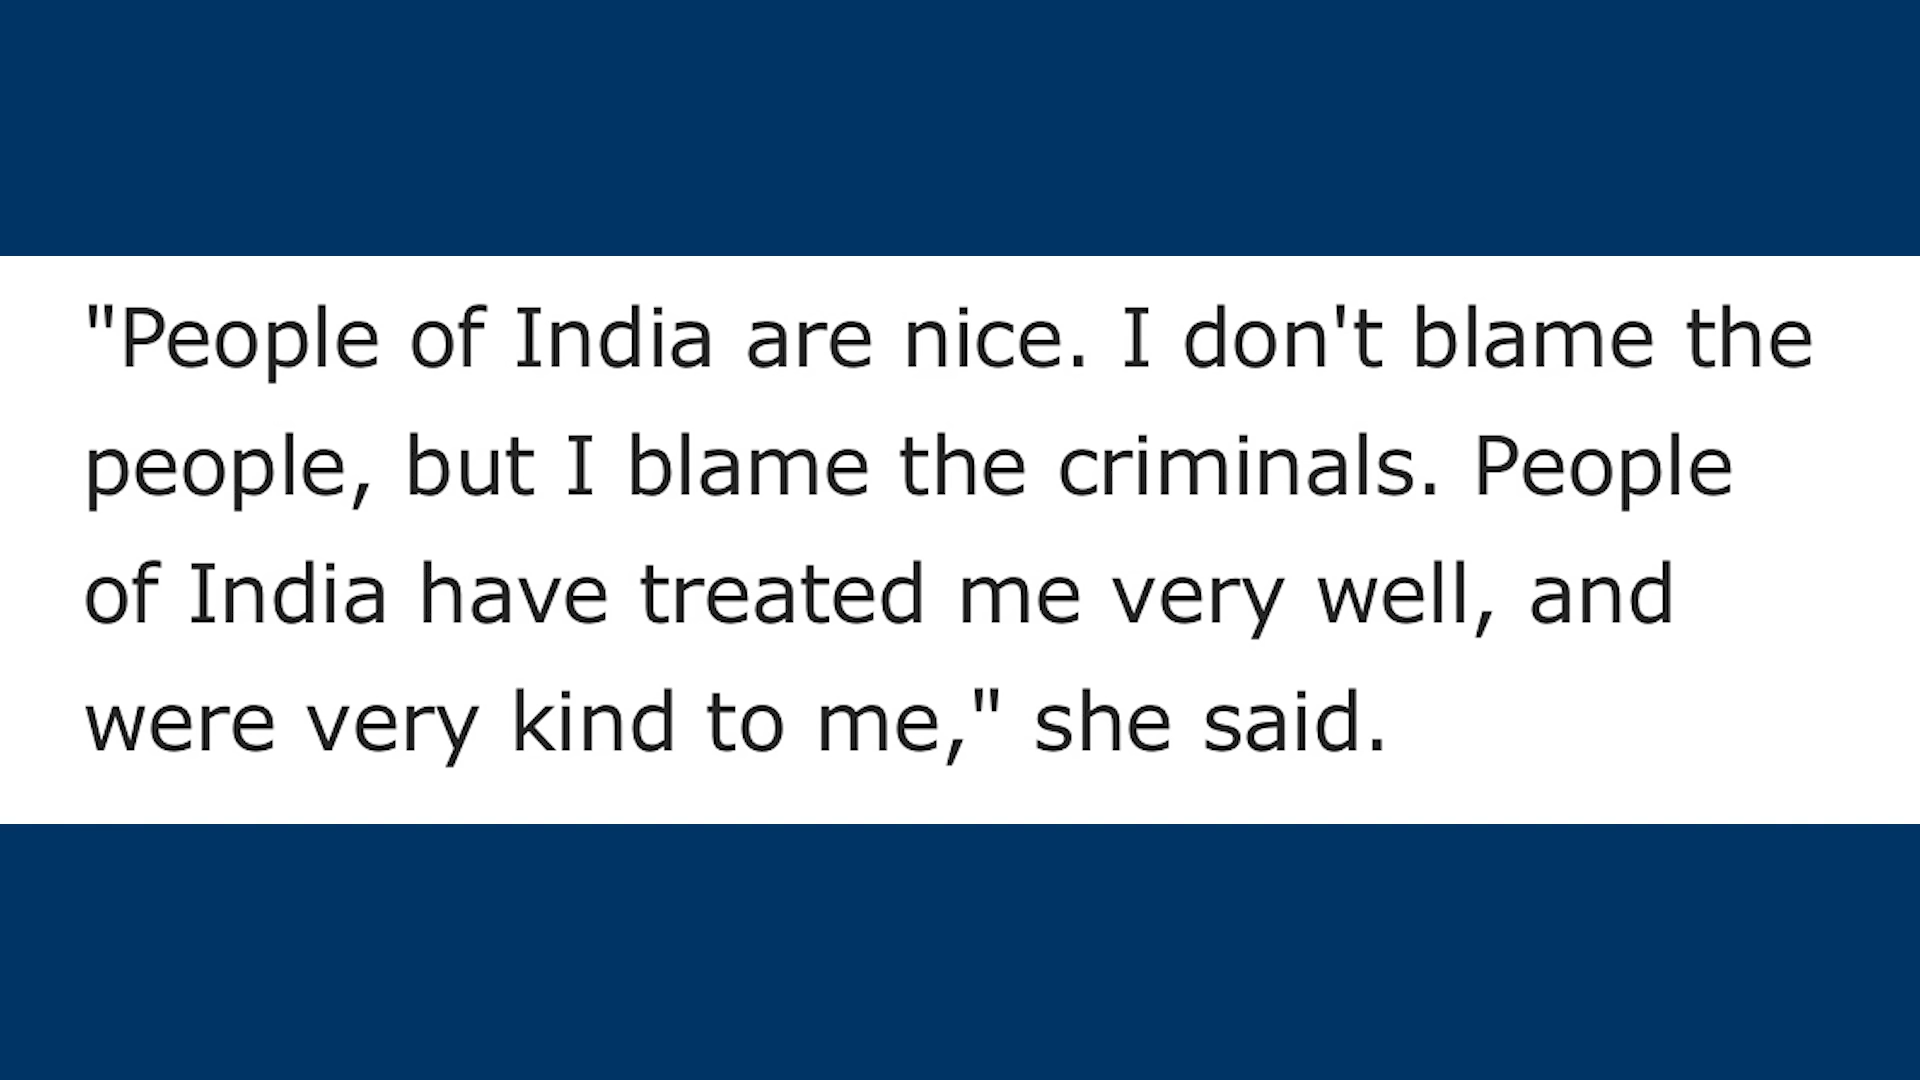 "People of India are nice. I don't blame the
people, but I blame the criminals. People
of India have treated me very well, and
were very kind to me," she said.